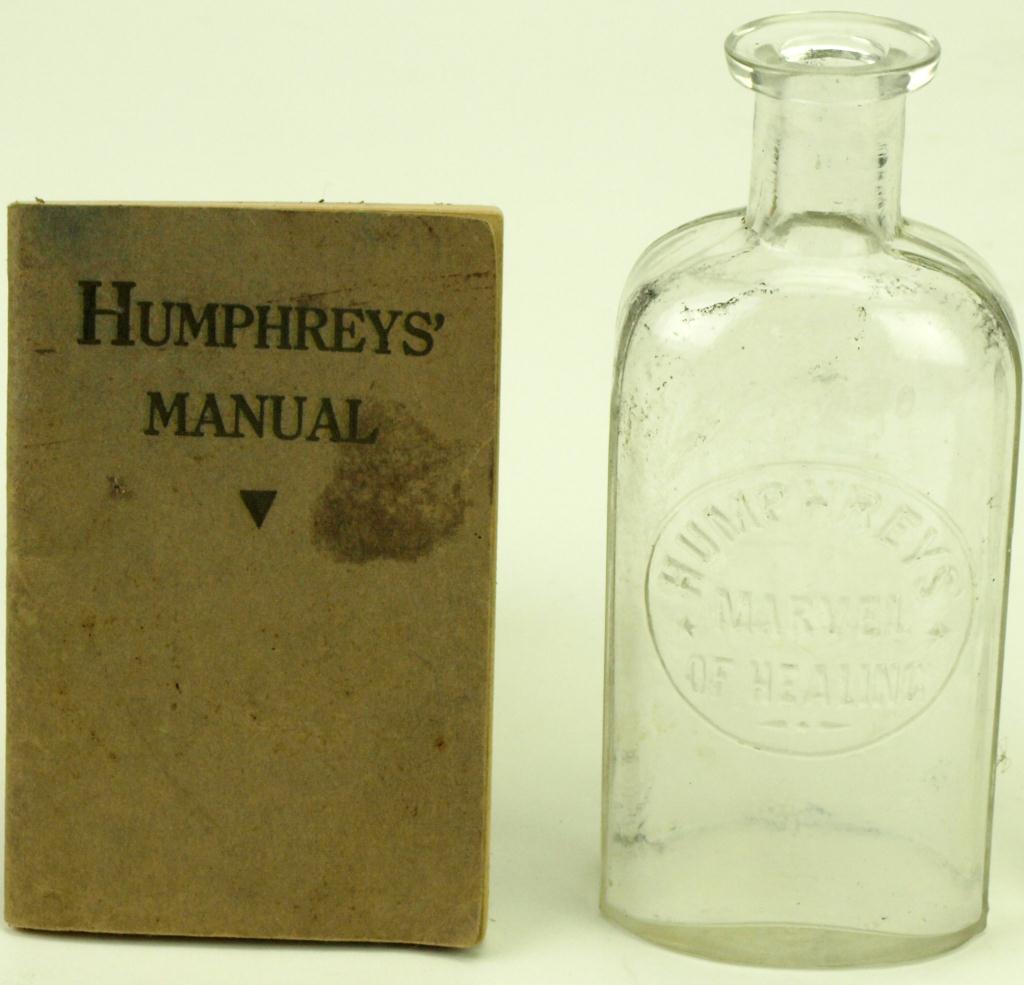 HUMPHREYS'
MANUAL
HUMPHREYS
MARVEL
OF HEALING